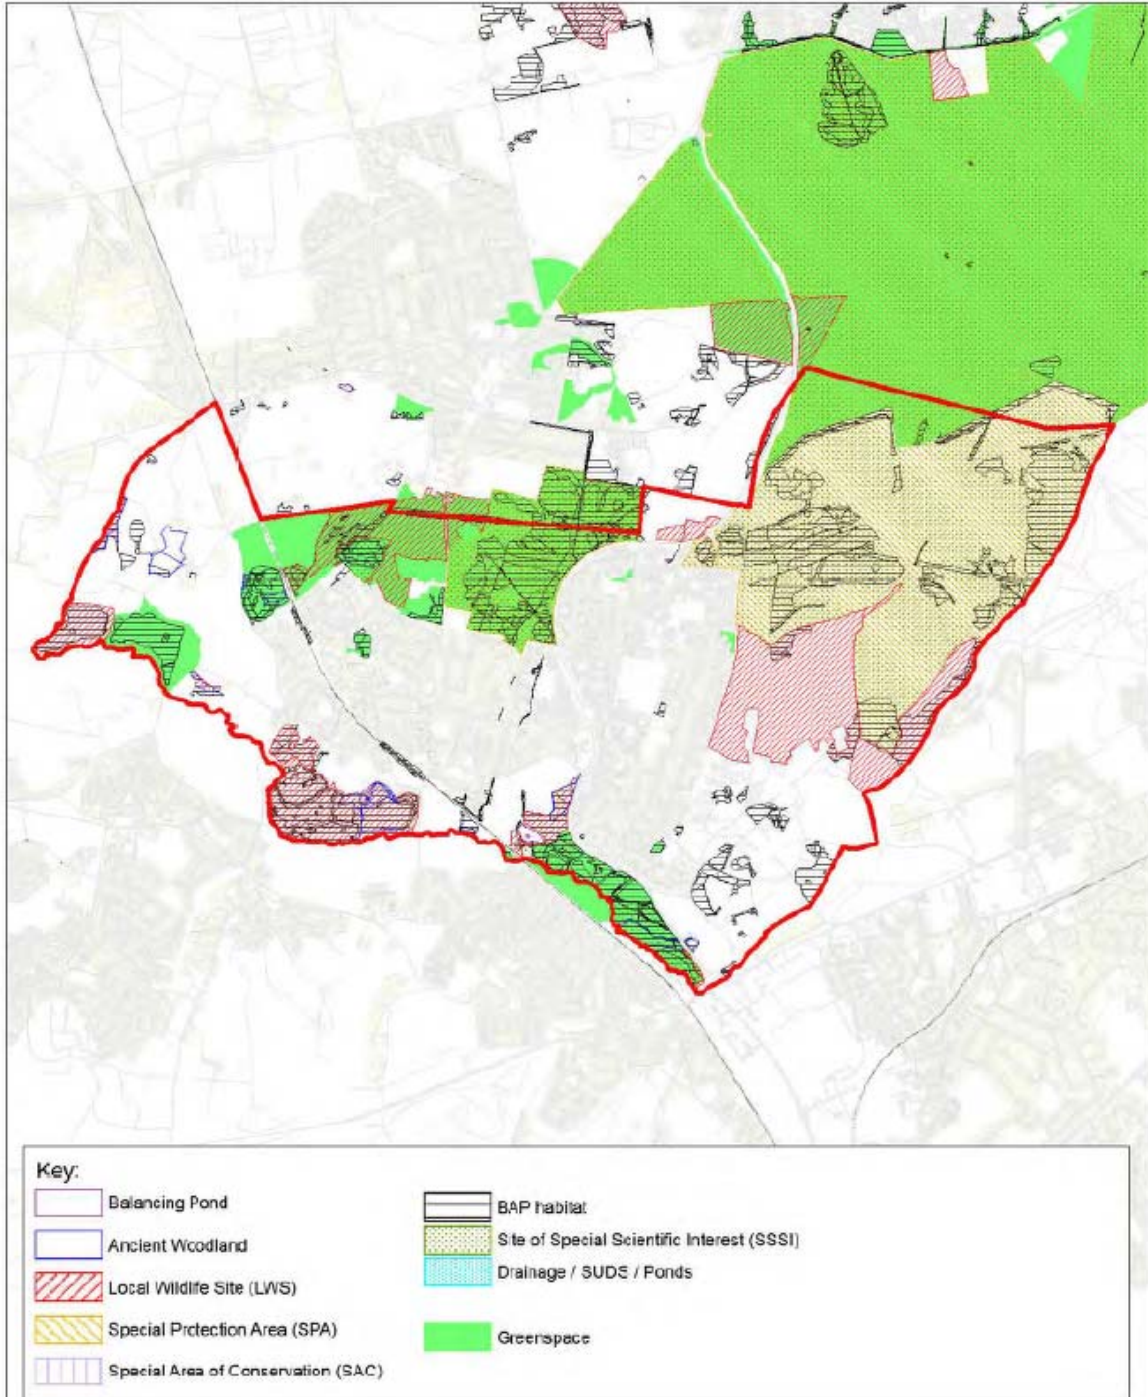 Key:
Balancing Pond
Ancient Woodland
Local Wildlife Site (LWS)
Special Protection Area (SPA)
Special Area of Conservation (SAC)
BAP habitat
Site of Special Scientific Interest (SSSI)
Drainage / SUDS / Ponds
Greenspace